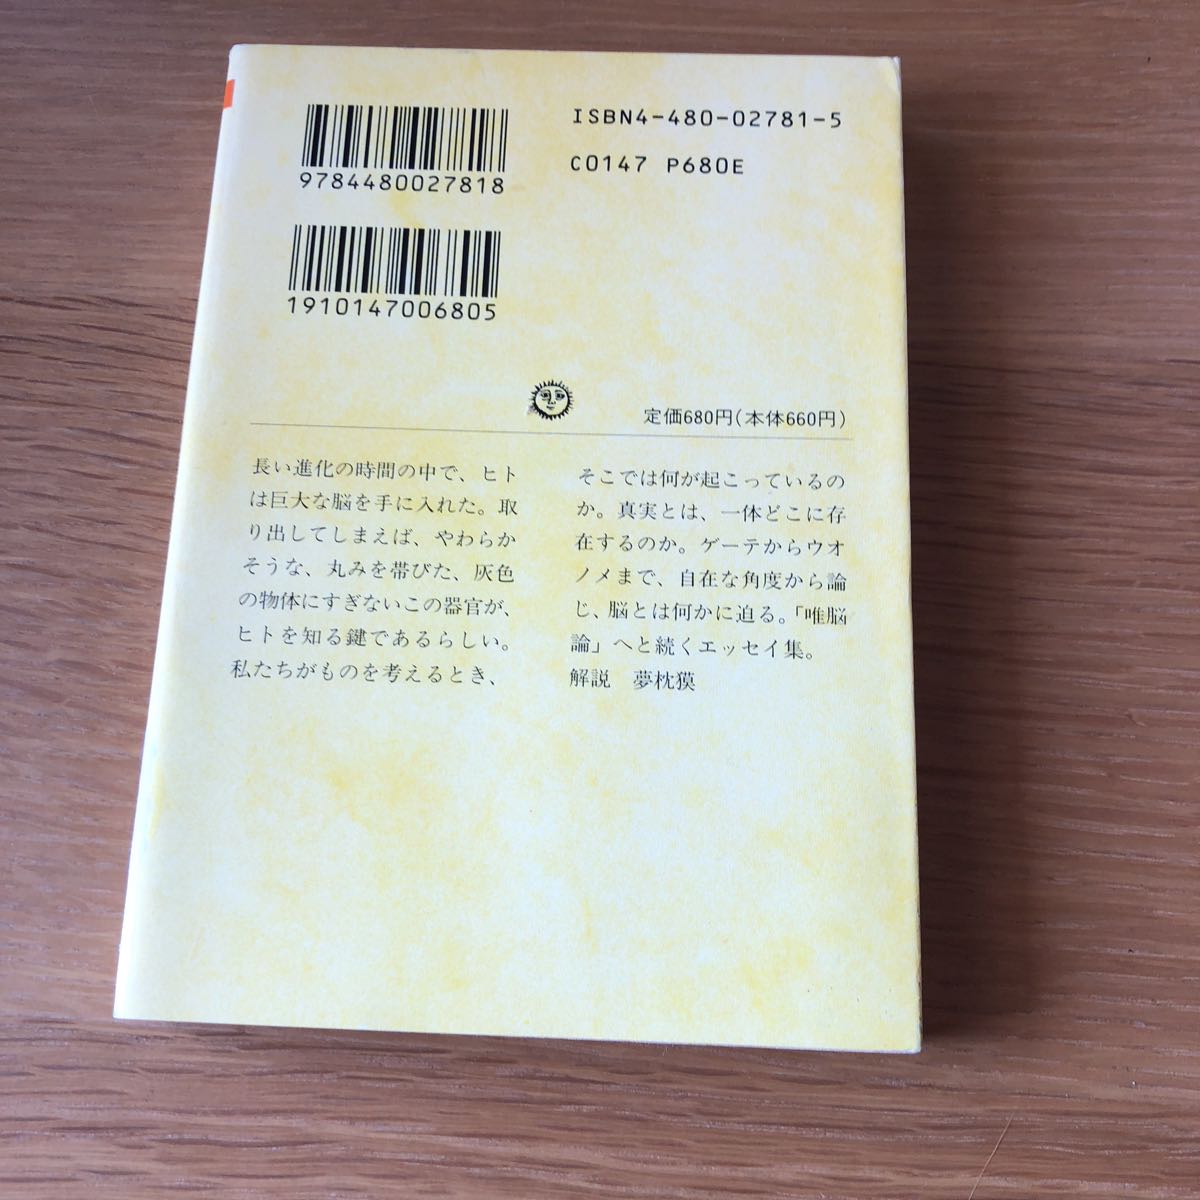 ISBN4-480-02781-5
C0147 P680E
9784480027818
1910147006805
定価680円(本体660円)
長い進化の時間の中で、ヒト
は巨大な脳を手に入れた。取
り出してしまえば、やわらか
そうな、丸みを帯びた、灰色
の物体にすぎないこの器官が、
ヒトを知る鍵であるらしい。
私たちがものを考えるとき、
そこでは何が起こっているの
か。真実とは、一体どこに存
在するのか。ゲーテからウオ
ノメまで、自在な角度から論
じ、脳とは何かに迫る。「唯脳
論」へと続くエッセイ集。
解説 夢枕獏